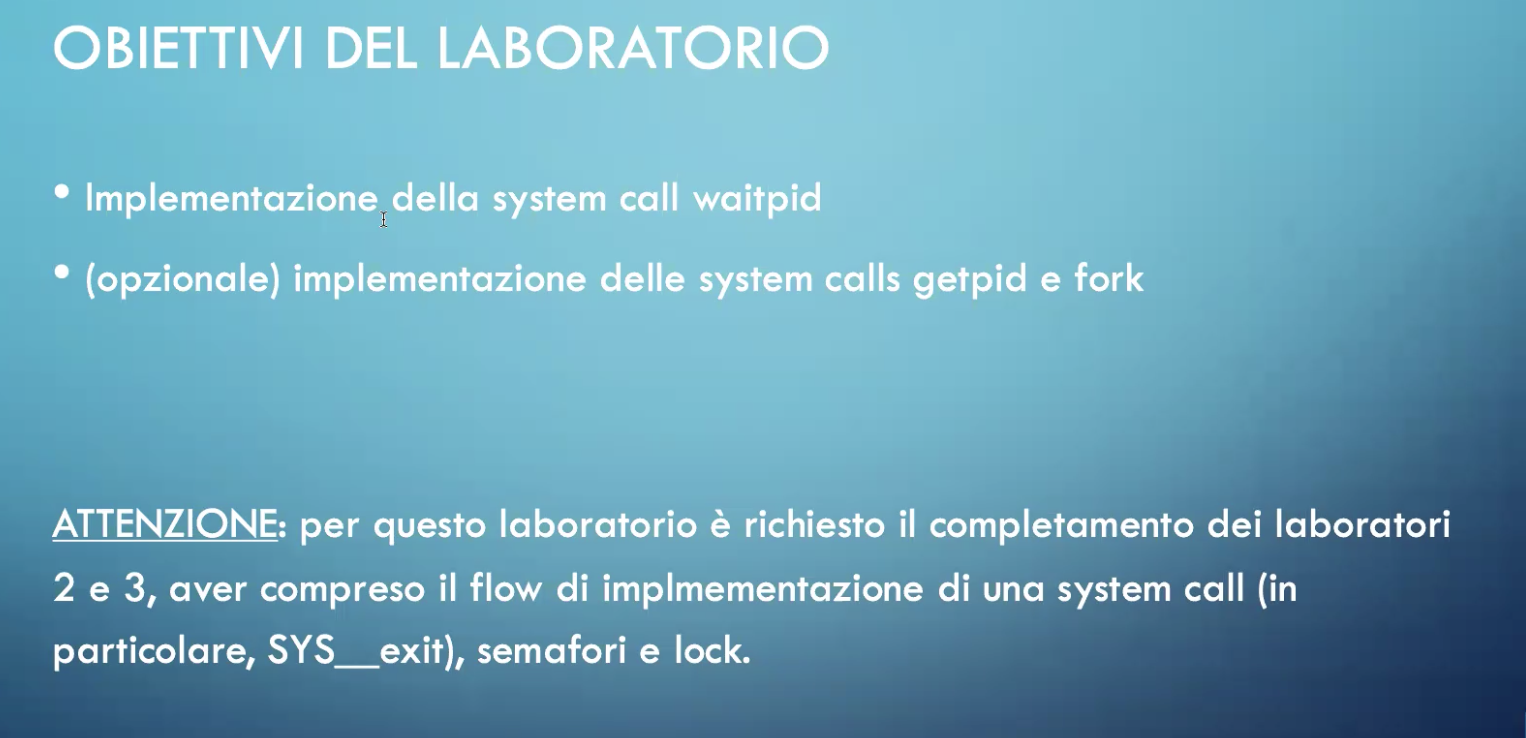 OBIETTIVI DEL LABORATORIO
• Implementazione della system call waitpid
• (opzionale) implementazione delle system calls getpid e fork
ATTENZIONE: per questo laboratorio è richiesto il completamento dei laboratori
2 e 3, aver compreso il flow di implmementazione di una system call (in
particolare, SYS__exit), semafori e lock.